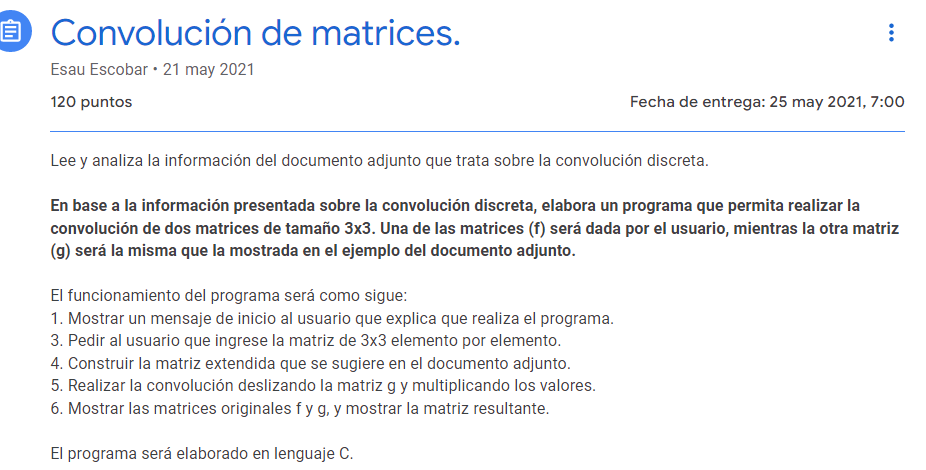 Convolución de matrices.
Esau Escobar • 21 may 2021
120 puntos
Fecha de entrega: 25 may 2021, 7:00
Lee y analiza la información del documento adjunto que trata sobre la convolución discreta.
En base a la información presentada sobre la convolución discreta, elabora un programa que permita realizar la
convolución de dos matrices de tamaño 3x3. Una de las matrices (f) será dada por el usuario, mientras la otra matriz
(g) será la misma que la mostrada en el ejemplo del documento adjunto.
El funcionamiento del programa será como sigue:
1. Mostrar un mensaje de inicio al usuario que explica que realiza el programa.
3. Pedir al usuario que ingrese la matriz de 3x3 elemento por elemento.
4. Construir la matriz extendida que se sugiere en el documento adjunto.
5. Realizar la convolución deslizando la matriz g y multiplicando los valores.
6. Mostrar las matrices originales f y g, y mostrar la matriz resultante.
El programa será elaborado en lenguaje C.